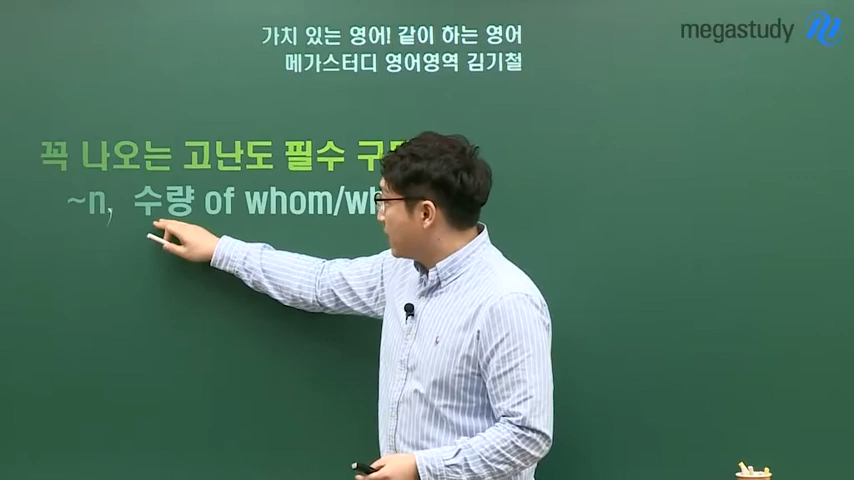 megastudy
가치 있는 영어! 같이 하는 영어
메가스터디 영어영역 김기철
꼭 나오는 고난도 필수
~n, 수량 of whom/